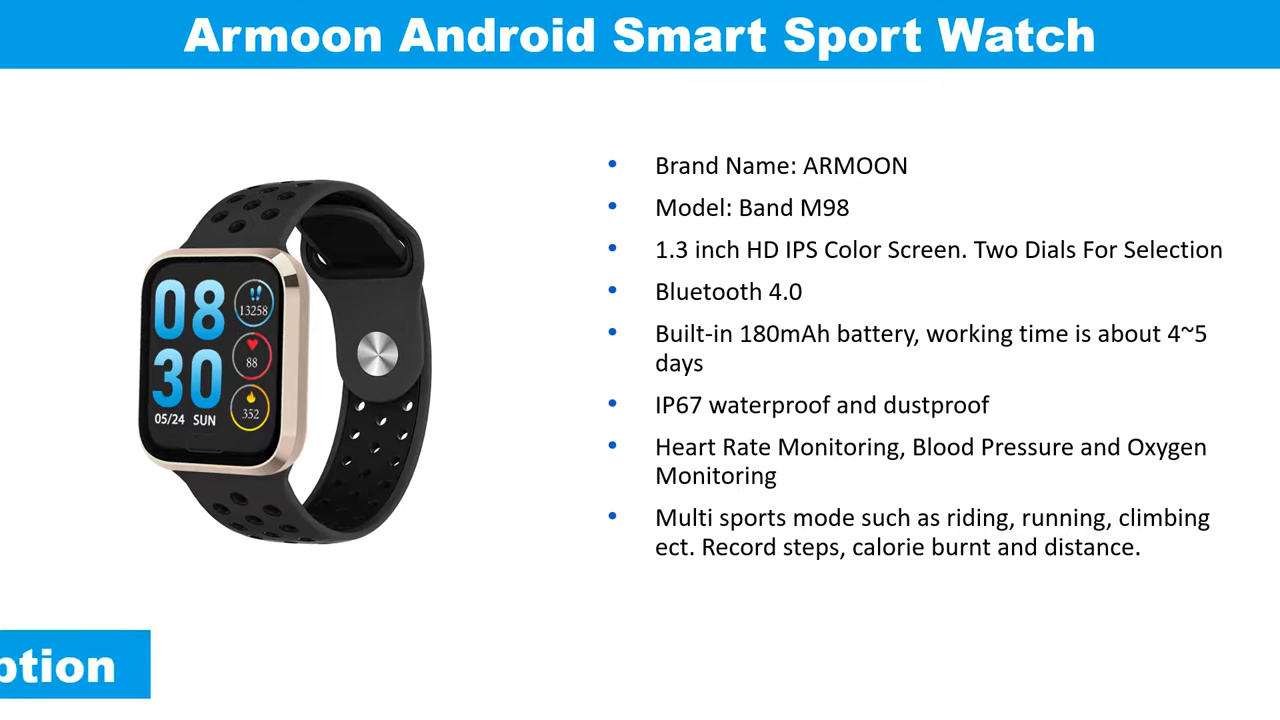 Armoon Android Smart Sport Watch
08
30
05/24 SUN
13258
88
352
• Brand Name: ARMOON
• Model: Band M98
• 1.3 inch HD IPS Color Screen. Two Dials For Selection
• Bluetooth 4.0
• Built-in 180mAh battery, working time is about 4~5
days
• IP67 waterproof and dustproof
• Heart Rate Monitoring, Blood Pressure and Oxygen
Monitoring
• Multi sports mode such as riding, running, climbing
ect. Record steps, calorie burnt and distance.
ption